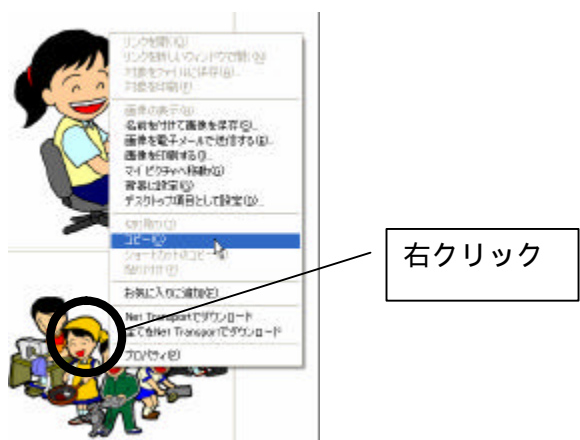 リンクを開く(O)
リンクを新しいウィンドウで開く(N)
対象をファイルに保存(A)...
対象を印刷(P)
画像の表示(H)
名前を付けて画像を保存(S)...
画像を電子メールで送信する(E)...
画像を印刷する(I)...
マイ ピクチャへ移動(G)
背景に設定(G)
デスクトップ項目として設定(D)...
切り取り(T)
コピー(C)
ショートカットのコピー(T)
貼り付け(P)
お気に入りに追加(F)...
Net Transportでダウンロード
全てをNet Transportでダウンロード
プロパティ(R)
右クリック